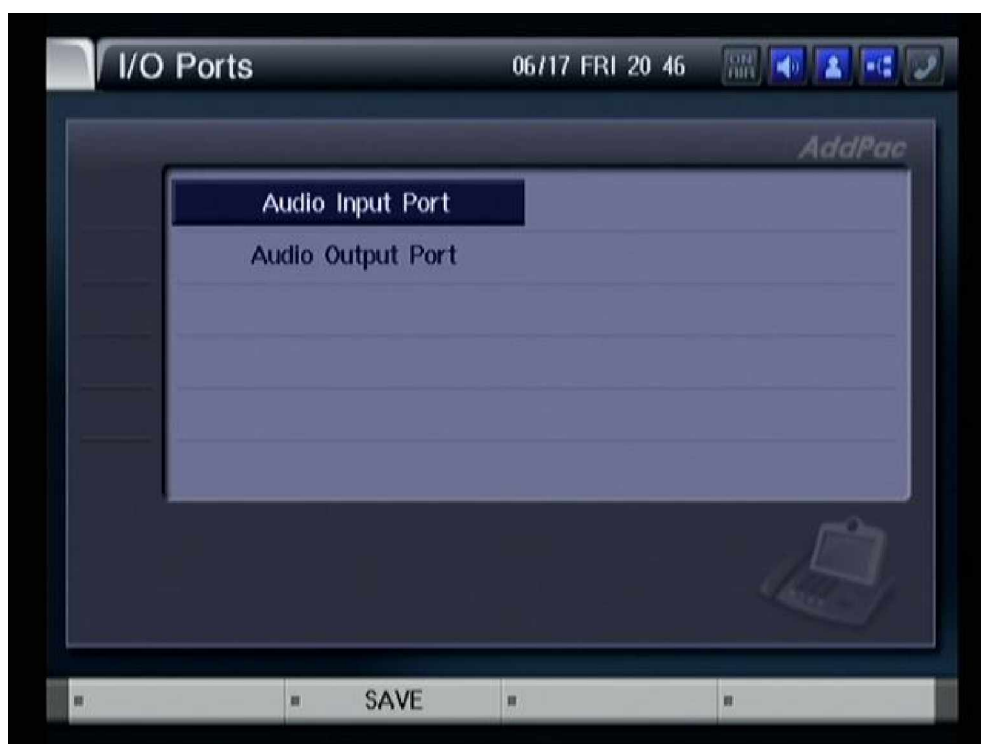 I/O Ports 06/17 FRI 20 46 ON AIR
AddPac
Audio Input Port
Audio Output Port
SAVE